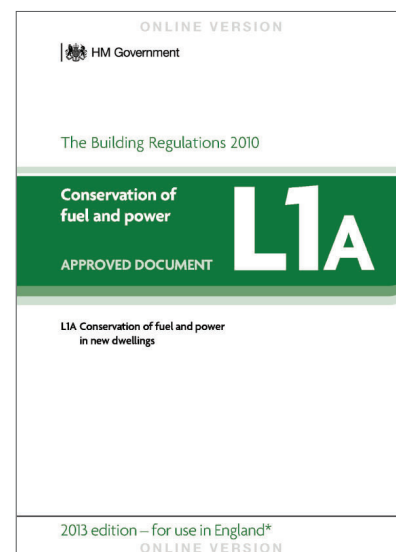 ONLINE VERSION
HM Government
The Building Regulations 2010
Conservation of
fuel and power
L1A
APPROVED DOCUMENT
L1A Conservation of fuel and power
in new dwellings
2013 edition – for use in England*
ONLINE VERSION